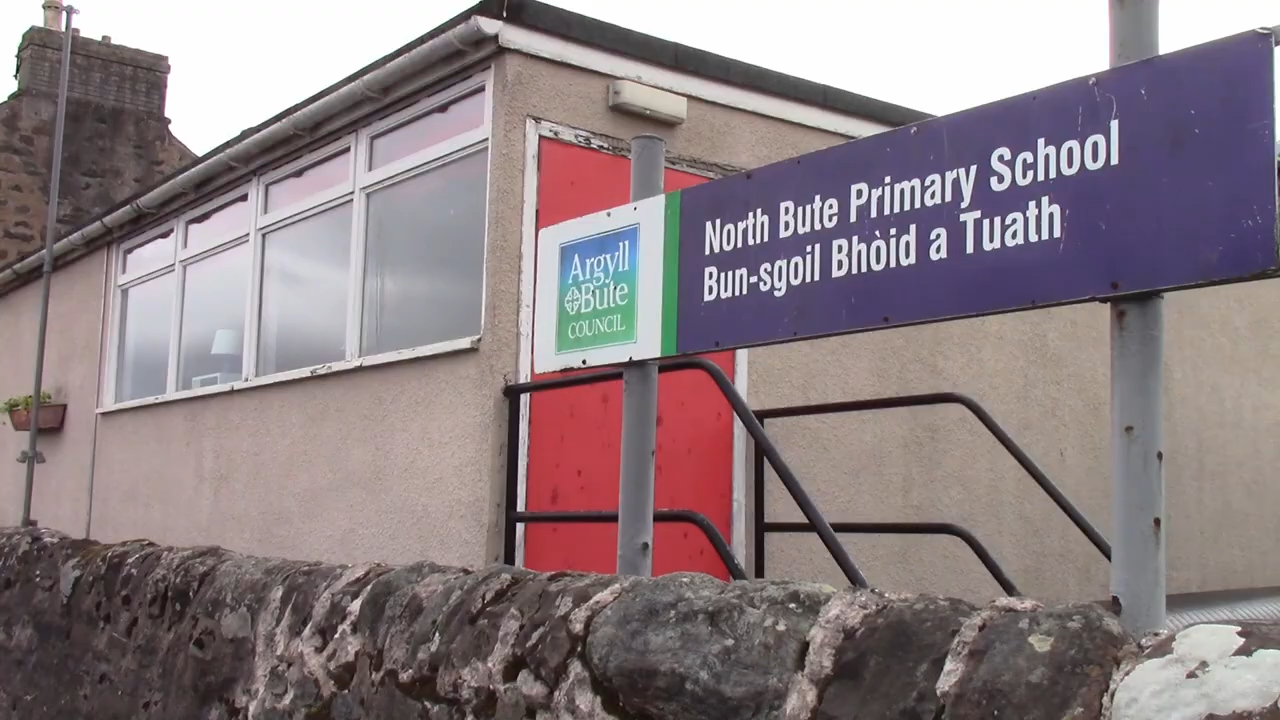 Argyll
Bute
COUNCIL
North Bute Primary School
Bun-sgoil Bhòid a Tuath